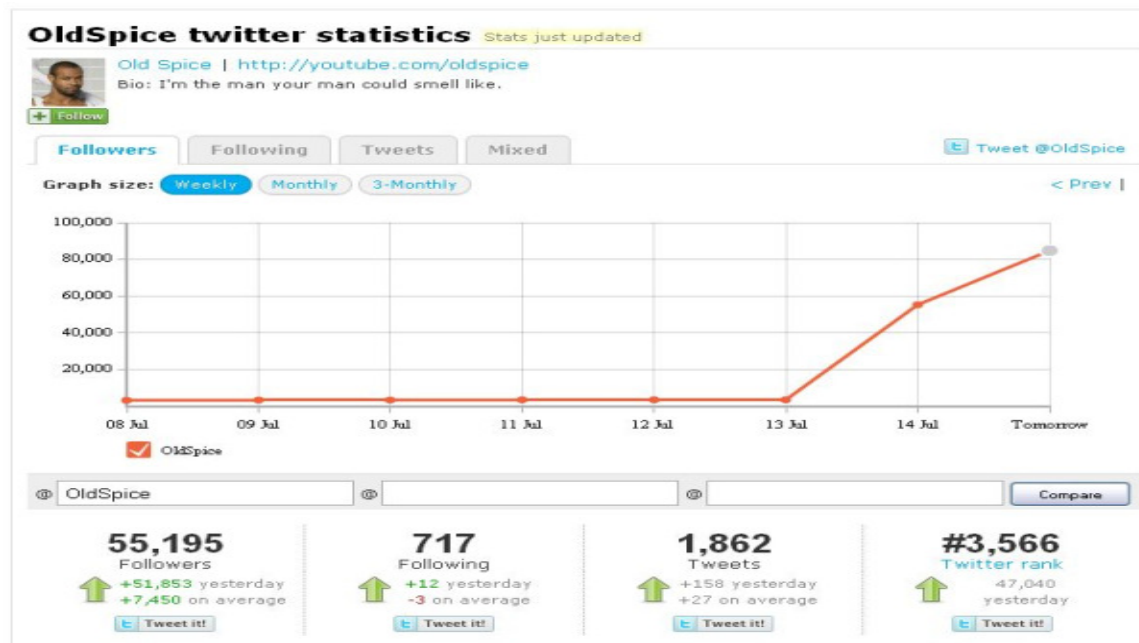 OldSpice twitter statistics Stats just updated
Old Spice | http://youtube.com/oldspice
Bio: I'm the man your man could smell like.
+ Follow
Followers Following Tweets Mixed Tweet @OldSpice
Graph size: Weekly Monthly 3-Monthly < Prev |
100,000
80,000
60,000
40,000
20,000
08 Jul 09 Jul 10 Jul 11 Jul 12 Jul 13 Jul 14 Jul Tomorrow
OldSpice
@ OldSpice @ @ Compare
55,195 717 1,862 #3,566
Followers Following Tweets Twitter rank
+51,853 yesterday +12 yesterday +158 yesterday 47,040
+7,450 on average -3 on average +27 on average yesterday
t Tweet it! t Tweet it! t Tweet it! t Tweet it!